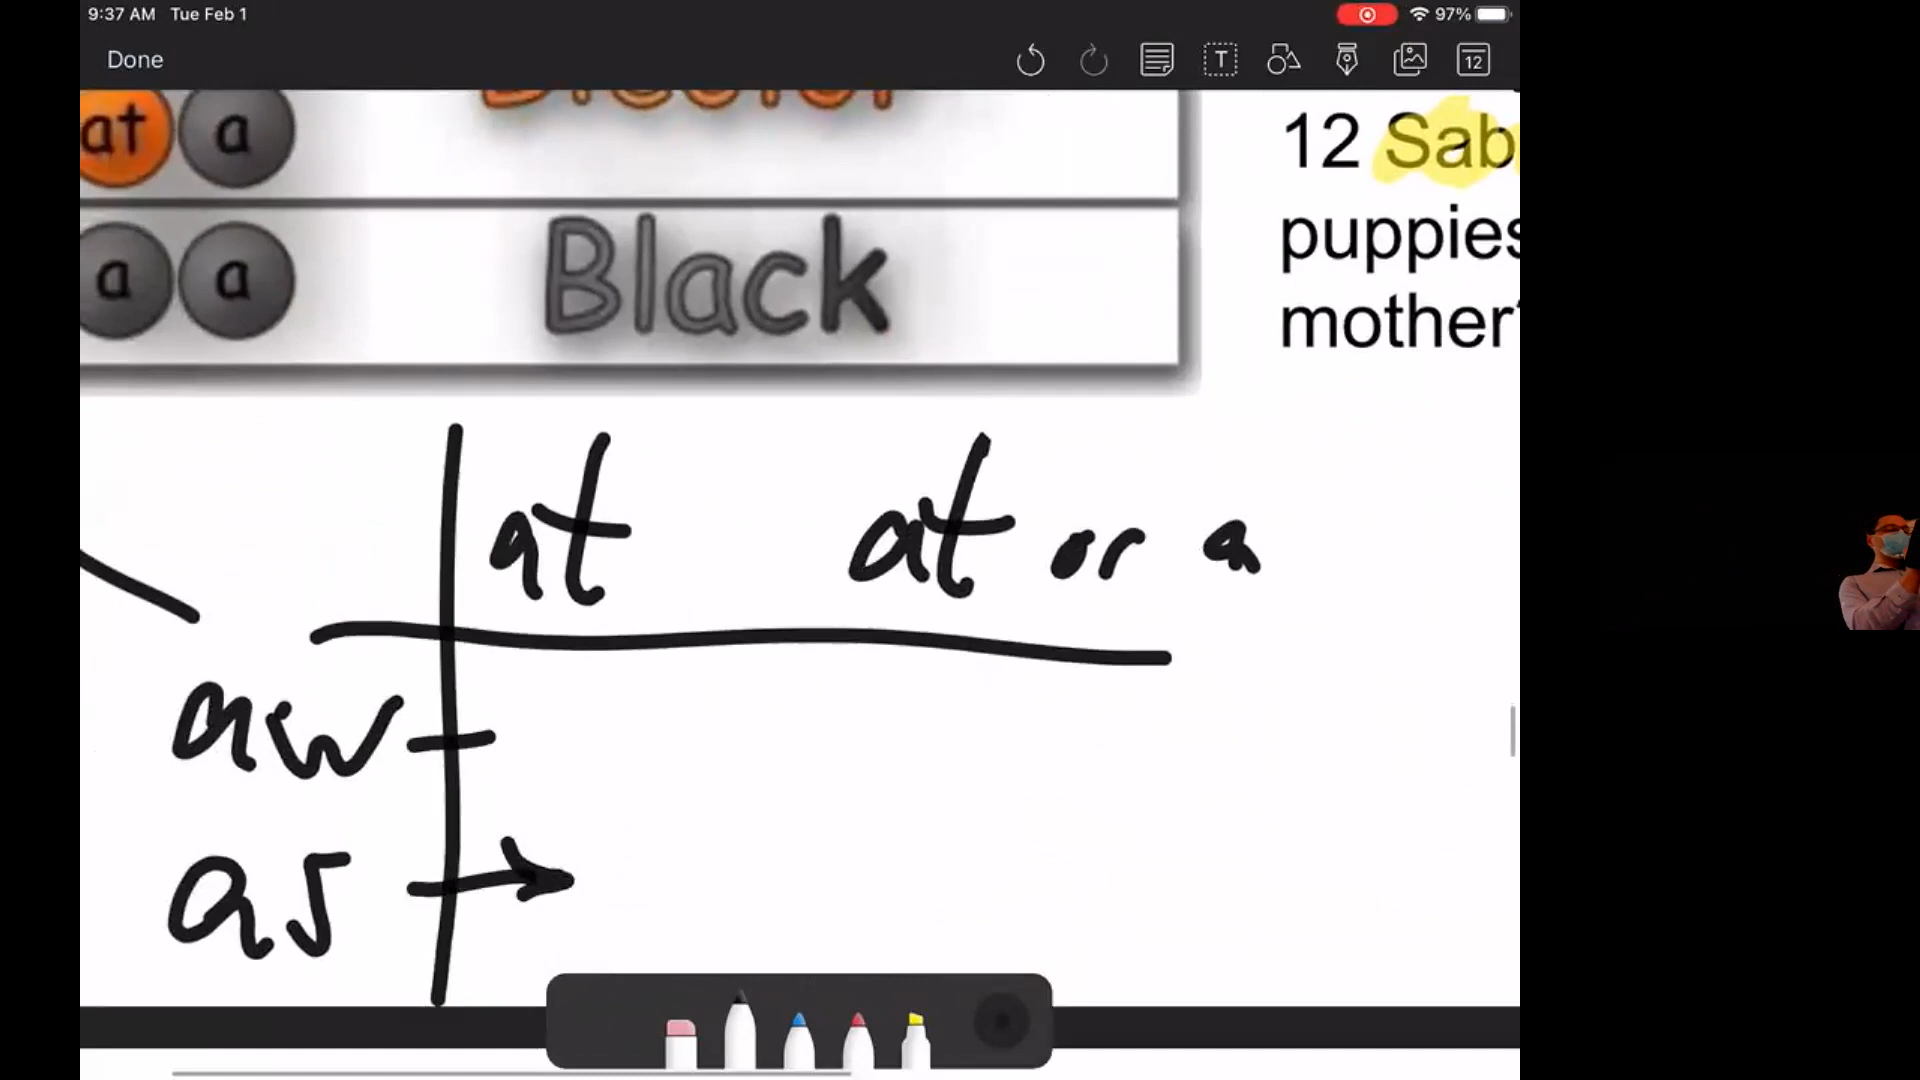 9:37 AM Tue Feb 1
97%
Done
T
12
at a
a a
Black
12 Sab
puppies
mother
at at or a
aw
as